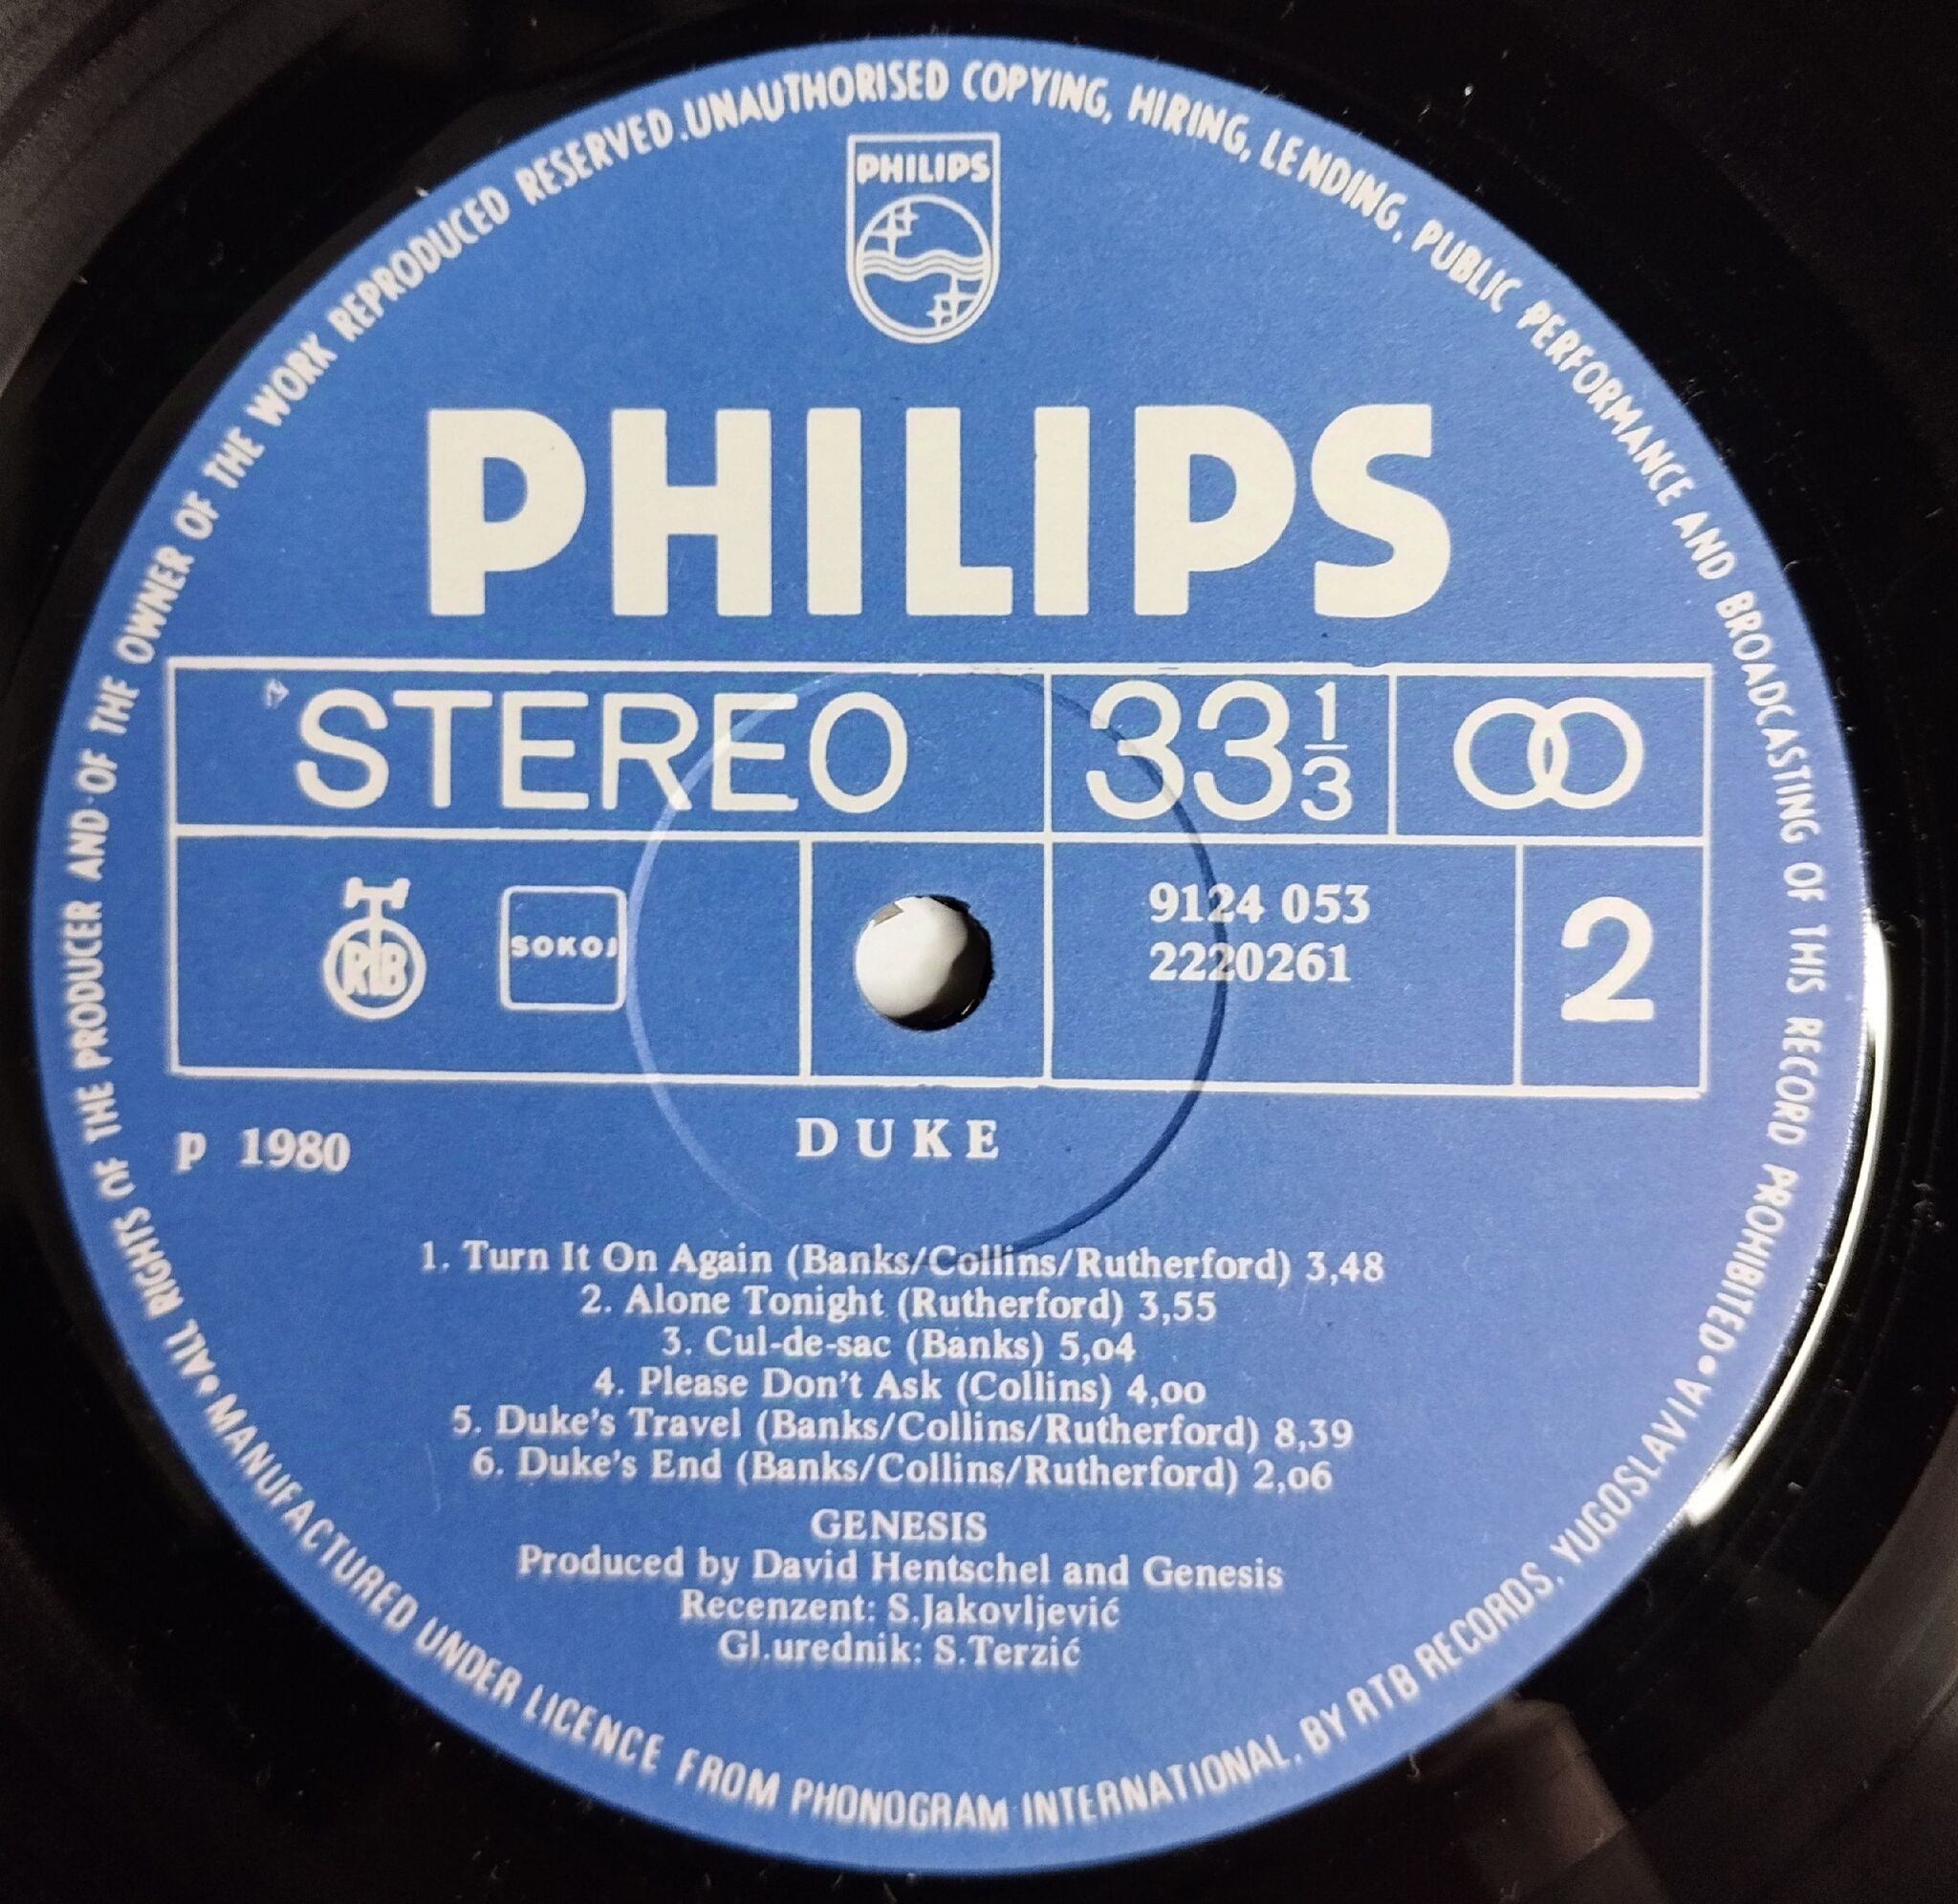 ALL RIGHTS OF THE PRODUCER AND·OF THE OWNER OF THE WORK REPRODUCED RESERVED.UNAUTHORISED COPYING, HIRING, LENDING, PUBLIC PERFORMANCE AND BROADCASTING OF THIS RECORD PROHIBITED
PHILIPS
PHILIPS
STEREO 33 1/3
RTB SOKOJ 9124 053
2220261
2
DUKE
P 1980
1. Turn It On Again (Banks/Collins/Rutherford) 3,48
2. Alone Tonight (Rutherford) 3,55
3. Cul-de-sac (Banks) 5,04
4. Please Don't Ask (Collins) 4,00
5. Duke's Travel (Banks/Collins/Rutherford) 8,39
6. Duke's End (Banks/Collins/Rutherford) 2,06
GENESIS
Produced by David Hentschel and Genesis
Recenzent: S.Jakovljević
Gl.urednik: S.Terzić
• MANUFACTURED UNDER LICENCE FROM PHONOGRAM INTERNATIONAL, BY RTB RECORDS, YUGOSLAVIA •